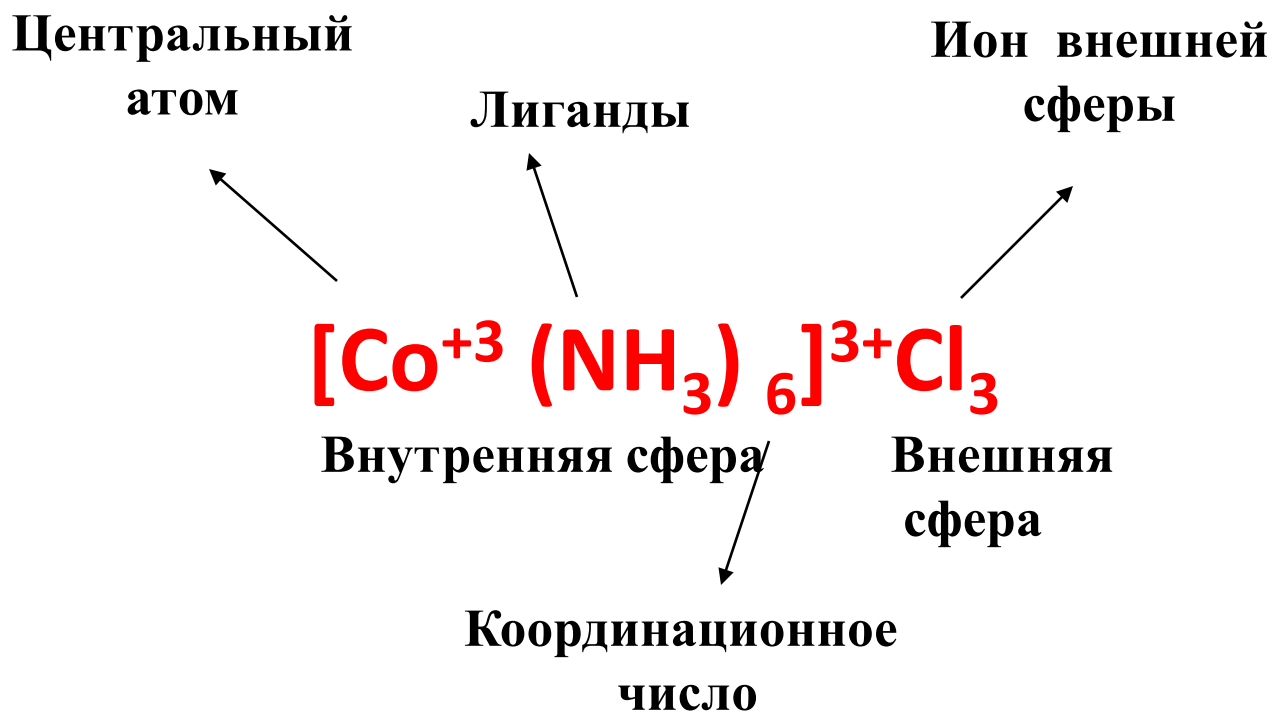 Центральный
атом
Лиганды
Ион внешней
сферы
[Co⁺³ (NH₃) ₆]³⁺Cl₃
Внутренняя сфера
Внешняя
сфера
Координационное
число